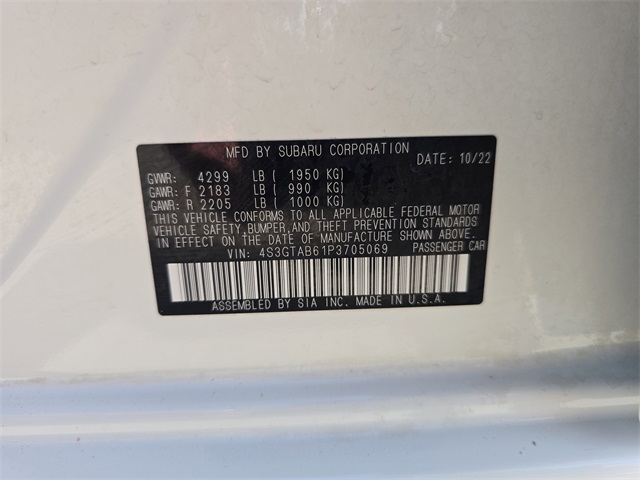 MFD BY SUBARU CORPORATION
DATE: 10/22
GVWR: 4299 LB ( 1950 KG)
GAWR: F 2183 LB ( 990 KG)
GAWR: R 2205 LB ( 1000 KG)
THIS VEHICLE CONFORMS TO ALL APPLICABLE FEDERAL MOTOR
VEHICLE SAFETY, BUMPER, AND THEFT PREVENTION STANDARDS
IN EFFECT ON THE DATE OF MANUFACTURE SHOWN ABOVE.
VIN: 4S3GTAB61P3705069 PASSENGER CAR
ASSEMBLED BY SIA INC. MADE IN U.S.A.